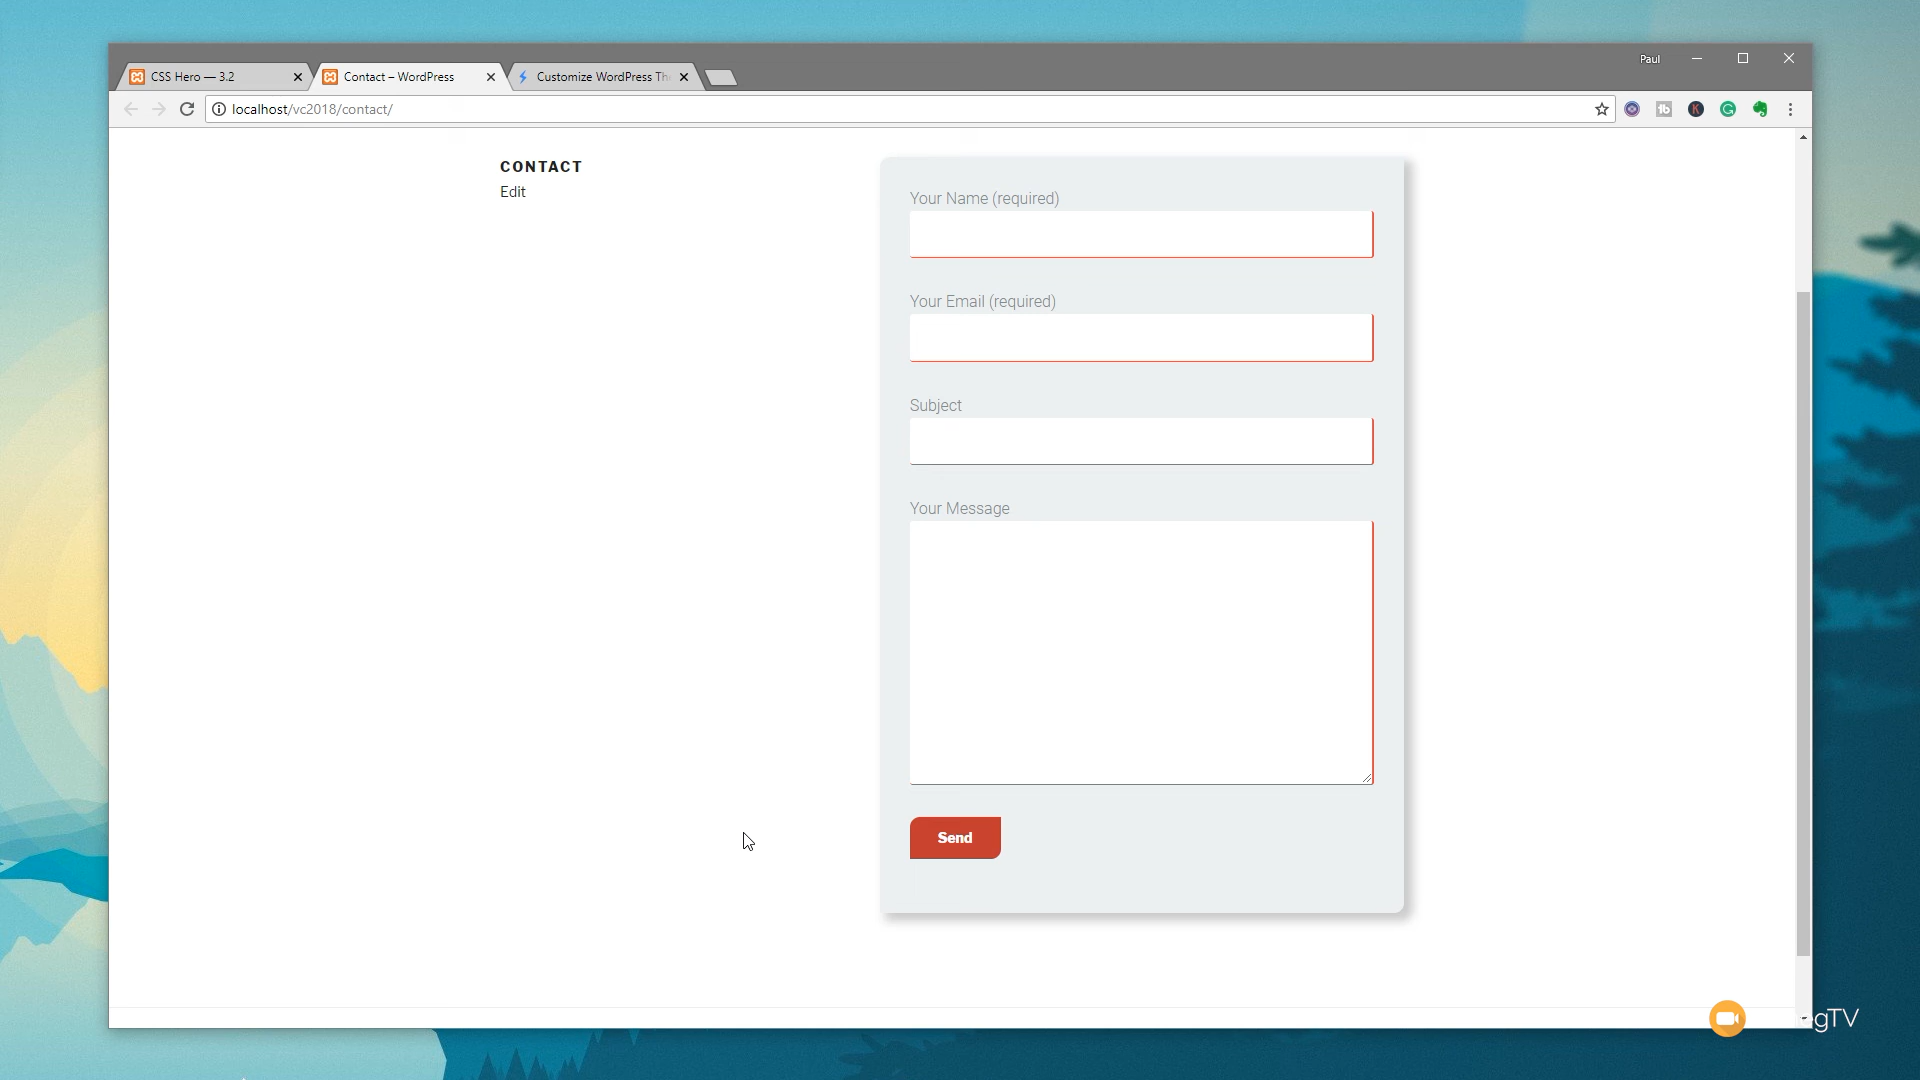 Paul
CSS Hero — 3.2
Contact – WordPress
Customize WordPress Th
localhost/vc2018/contact/
CONTACT
Edit
Your Name (required)
Your Email (required)
Subject
Your Message
Send
egTV